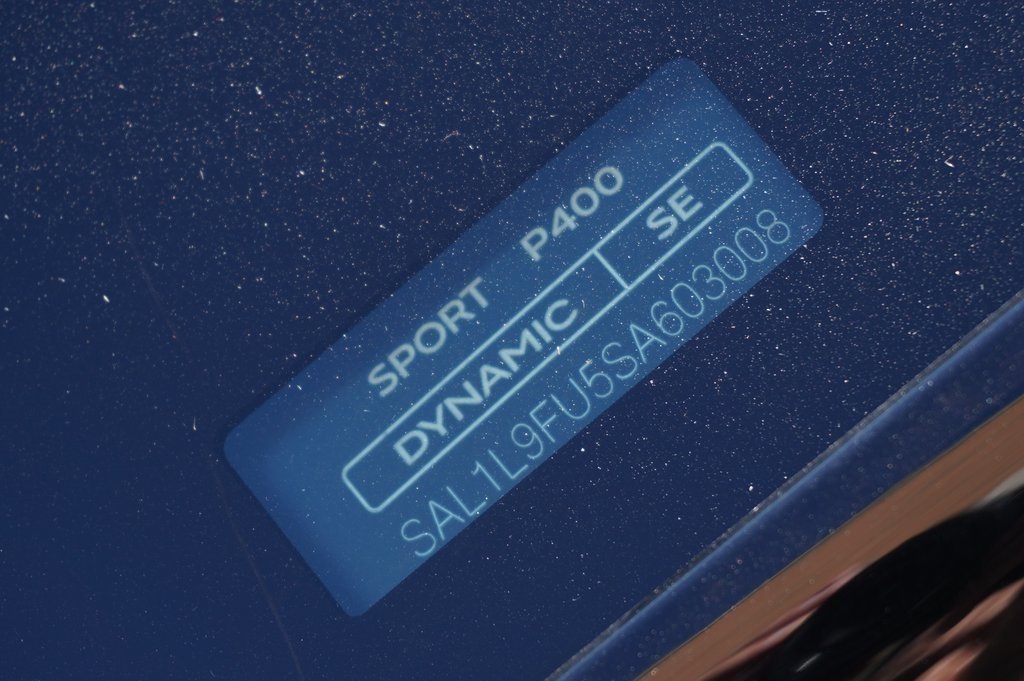 SPORT P400
DYNAMIC SE
SAL1L9FU5SA603008